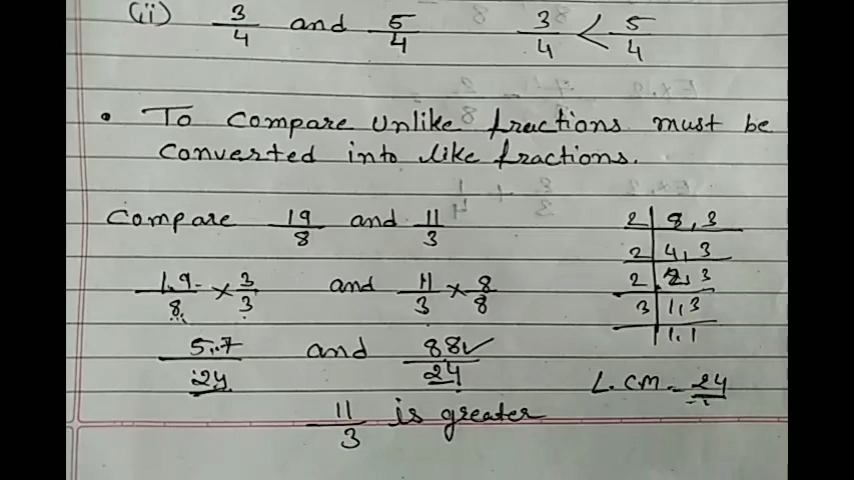 (ii) 3/4 and 5/4 3/4 < 5/4
• To compare unlike fractions must be
converted into like fractions.
Compare 19/8 and 11/3
19/8 × 3/3 and 11/3 × 8/8
57/24 and 88/24 ✓
11/3 is greater
2 | 8, 3
2 | 4, 3
2 | 2, 3
3 | 1, 3
1, 1
L.CM = 24